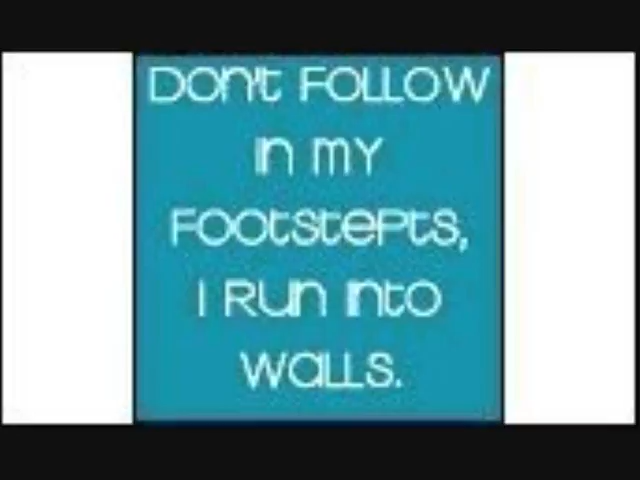 Don't FOLLOW
in mY
FOOtstePts,
I Run into
WaLLS.